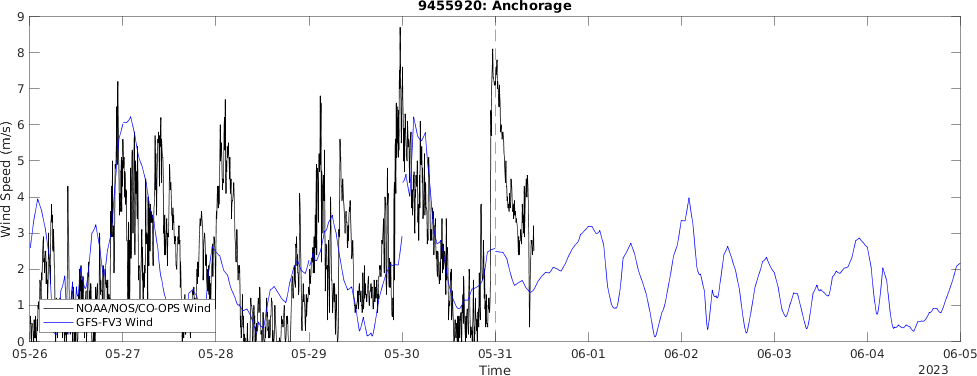 9455920: Anchorage
9
8
7
6
5
4
3
2
1
0
Wind Speed (m/s)
NOAA/NOS/CO-OPS Wind
GFS-FV3 Wind
05-26 05-27 05-28 05-29 05-30 05-31 06-01 06-02 06-03 06-04 06-05
Time
2023